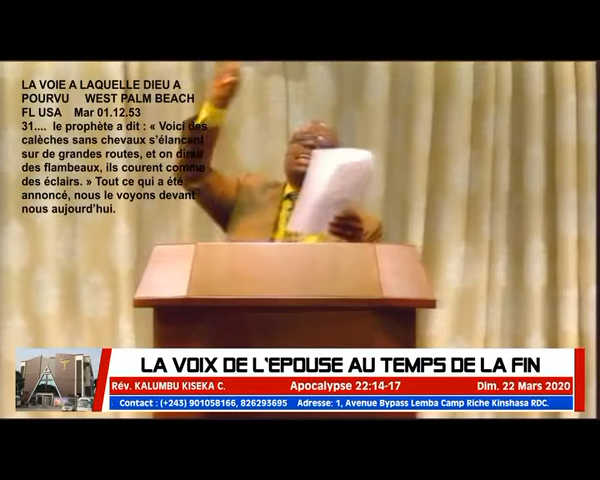 LA VOIE A LAQUELLE DIEU A
POURVU WEST PALM BEACH
FL USA Mar 01.12.53
31.... le prophète a dit : « Voici des
calèches sans chevaux s'élancent
sur de grandes routes, et on dirait
des flambeaux, ils courent comme
des éclairs. » Tout ce qui a été
annoncé, nous le voyons devant
nous aujourd'hui.
LA VOIX DE L'EPOUSE AU TEMPS DE LA FIN
Rév. KALUMBU KISEKA C. Apocalypse 22:14-17 Dim. 22 Mars 2020
Contact : (+243) 901058166, 826293695 Adresse: 1, Avenue Bypass Lemba Camp Riche Kinshasa RDC.